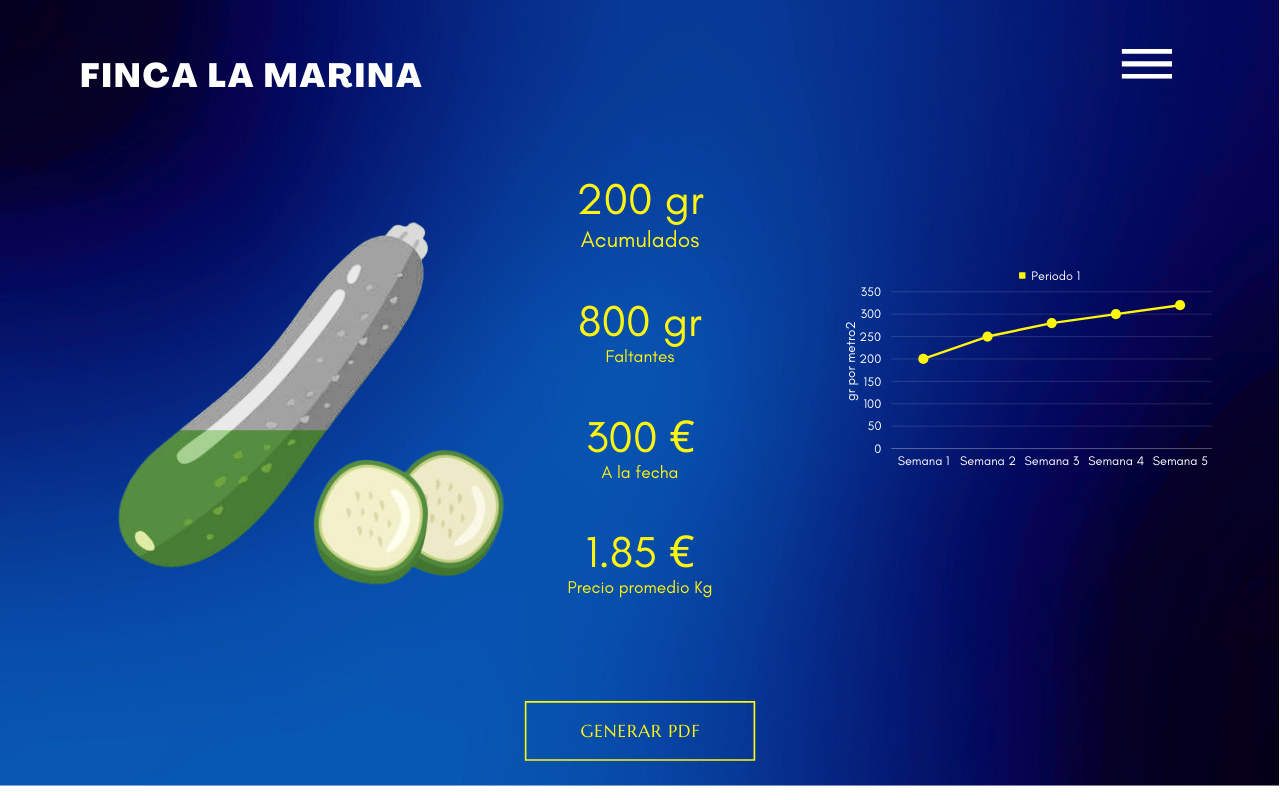 FINCA LA MARINA
200 gr
Acumulados
800 gr
Faltantes
300 €
A la fecha
1.85 €
Precio promedio Kg
Periodo 1
gr por metro2
350
300
250
200
150
100
50
0
Semana 1 Semana 2 Semana 3 Semana 4 Semana 5
GENERAR PDF